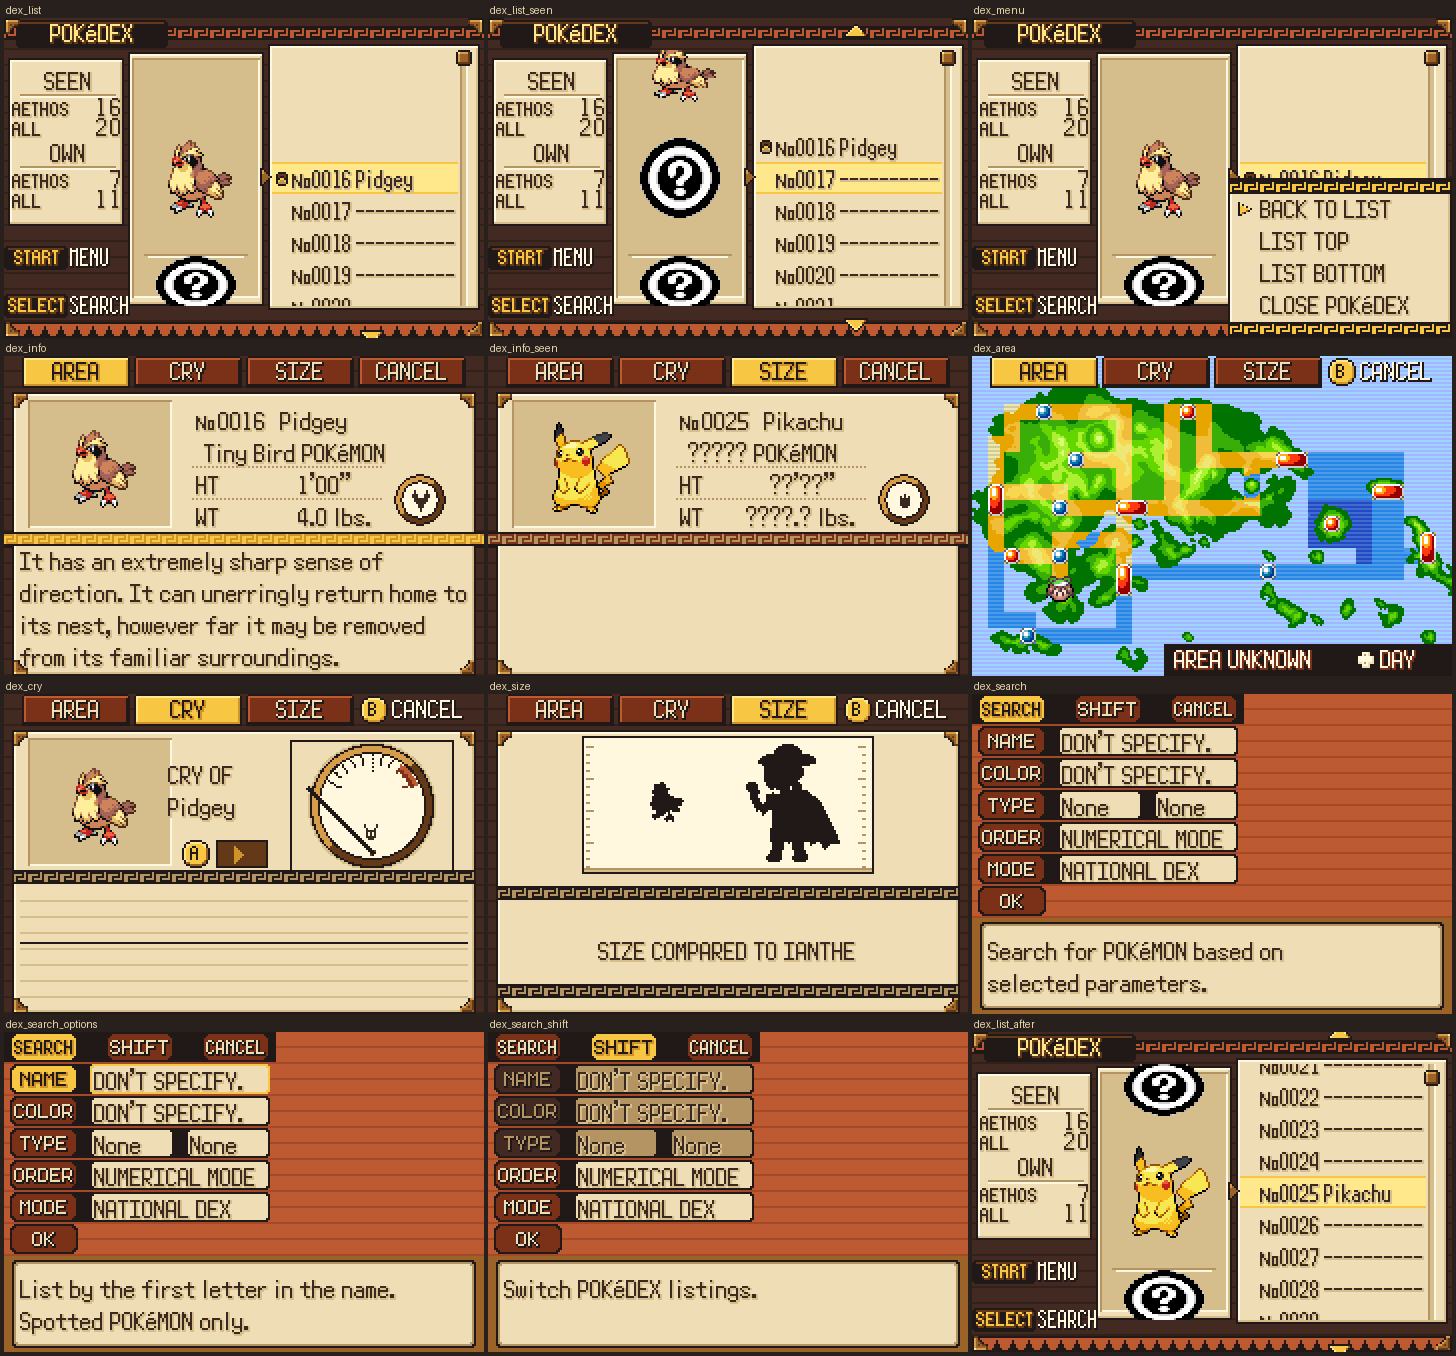 dex_list
POKéDEX
SEEN
AETHOS 16
ALL 20
OWN
AETHOS 7
ALL 11
START MENU
SELECT SEARCH
No0016 Pidgey
No0017 ----------
No0018 ----------
No0019 ----------
dex_list_seen
POKéDEX
SEEN
AETHOS 16
ALL 20
OWN
AETHOS 7
ALL 11
START MENU
SELECT SEARCH
No0016 Pidgey
No0017 ----------
No0018 ----------
No0019 ----------
No0020 ----------
dex_menu
POKéDEX
SEEN
AETHOS 16
ALL 20
OWN
AETHOS 7
ALL 11
START MENU
SELECT SEARCH
No0016 Pidgey
BACK TO LIST
LIST TOP
LIST BOTTOM
CLOSE POKéDEX
dex_info
AREA CRY SIZE CANCEL
No0016 Pidgey
Tiny Bird POKéMON
HT 1'00"
WT 4.0 lbs.
It has an extremely sharp sense of
direction. It can unerringly return home to
its nest, however far it may be removed
from its familiar surroundings.
dex_info_seen
AREA CRY SIZE CANCEL
No0025 Pikachu
????? POKéMON
HT ??'??"
WT ????.? lbs.
dex_area
AREA CRY SIZE B CANCEL
AREA UNKNOWN DAY
dex_cry
AREA CRY SIZE B CANCEL
CRY OF
Pidgey
A
dex_size
AREA CRY SIZE B CANCEL
SIZE COMPARED TO IANTHE
dex_search
SEARCH SHIFT CANCEL
NAME DON'T SPECIFY.
COLOR DON'T SPECIFY.
TYPE None None
ORDER NUMERICAL MODE
MODE NATIONAL DEX
OK
Search for POKéMON based on
selected parameters.
dex_search_options
SEARCH SHIFT CANCEL
NAME DON'T SPECIFY.
COLOR DON'T SPECIFY.
TYPE None None
ORDER NUMERICAL MODE
MODE NATIONAL DEX
OK
List by the first letter in the name.
Spotted POKéMON only.
dex_search_shift
SEARCH SHIFT CANCEL
NAME DON'T SPECIFY.
COLOR DON'T SPECIFY.
TYPE None None
ORDER NUMERICAL MODE
MODE NATIONAL DEX
OK
Switch POKéDEX listings.
dex_list_after
POKéDEX
SEEN
AETHOS 16
ALL 20
OWN
AETHOS 7
ALL 11
START MENU
SELECT SEARCH
No0021 ----------
No0022 ----------
No0023 ----------
No0024 ----------
No0025 Pikachu
No0026 ----------
No0027 ----------
No0028 ----------